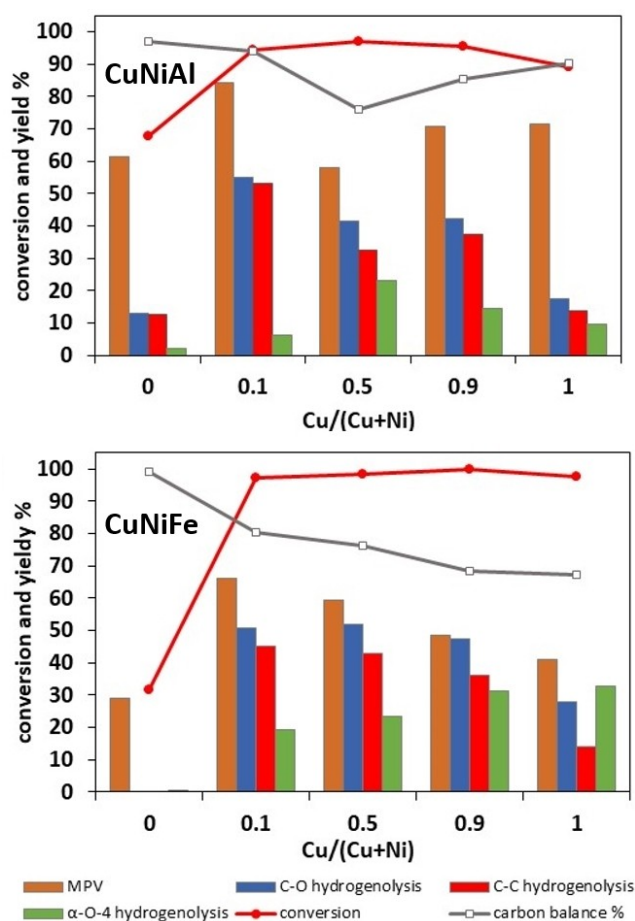 100
90
80
70
60
50
40
30
20
10
0
conversion and yield %
CuNiAl
0 0.1 0.5 0.9 1
Cu/(Cu+Ni)
100
90
80
70
60
50
40
30
20
10
0
conversion and yieldy %
CuNiFe
0 0.1 0.5 0.9 1
Cu/(Cu+Ni)
MPV C-O hydrogenolysis C-C hydrogenolysis
α-O-4 hydrogenolysis conversion carbon balance %